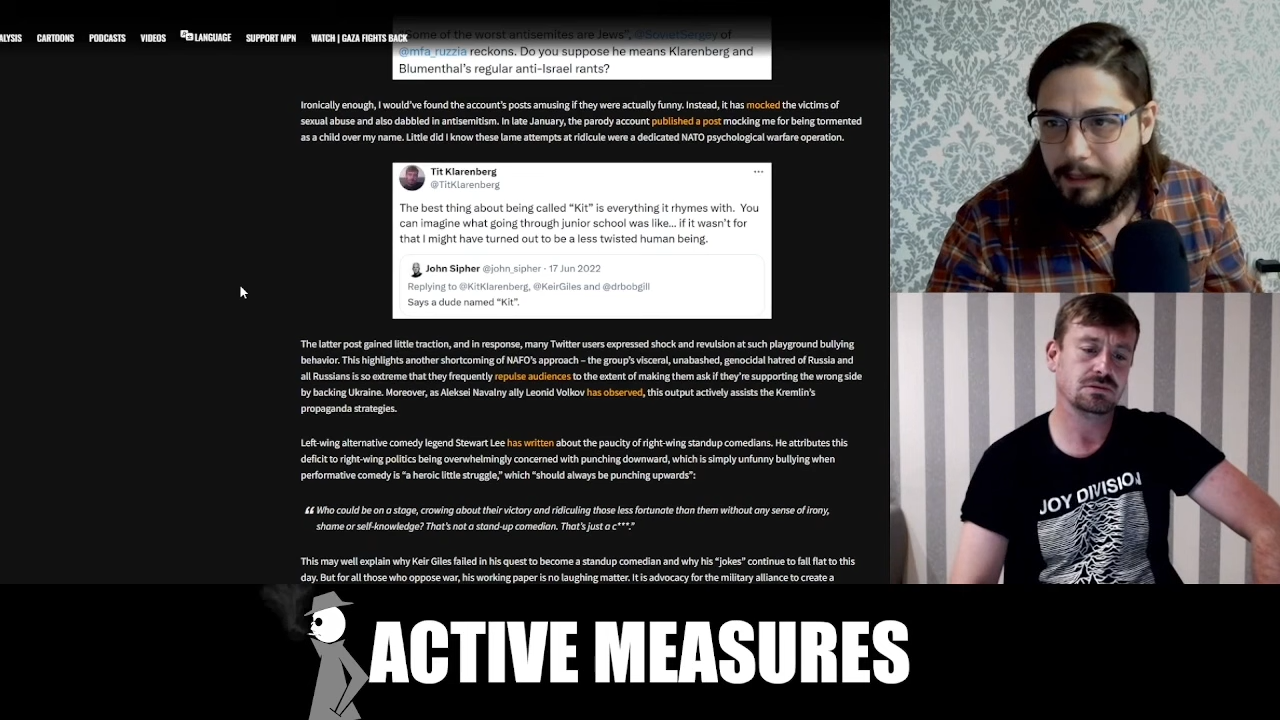 ALYSIS CARTOONS PODCASTS VIDEOS LANGUAGE SUPPORT MPN WATCH | GAZA FIGHTS BACK
"Some of the worst antisemites are Jews", @SovietSergey of
@mfa_ruzzia reckons. Do you suppose he means Klarenberg and
Blumenthal's regular anti-Israel rants?
Ironically enough, I would've found the account's posts amusing if they were actually funny. Instead, it has mocked the victims of
sexual abuse and also dabbled in antisemitism. In late January, the parody account published a post mocking me for being tormented
as a child over my name. Little did I know these lame attempts at ridicule were a dedicated NATO psychological warfare operation.
Tit Klarenberg
@TitKlarenberg
The best thing about being called "Kit" is everything it rhymes with. You
can imagine what going through junior school was like... if it wasn't for
that I might have turned out to be a less twisted human being.
John Sipher @john_sipher · 17 Jun 2022
Replying to @KitKlarenberg, @KeirGiles and @drbobgill
Says a dude named "Kit".
The latter post gained little traction, and in response, many Twitter users expressed shock and revulsion at such playground bullying
behavior. This highlights another shortcoming of NAFO's approach – the group's visceral, unabashed, genocidal hatred of Russia and
all Russians is so extreme that they frequently repulse audiences to the extent of making them ask if they're supporting the wrong side
by backing Ukraine. Moreover, as Aleksei Navalny ally Leonid Volkov has observed, this output actively assists the Kremlin's
propaganda strategies.
Left-wing alternative comedy legend Stewart Lee has written about the paucity of right-wing standup comedians. He attributes this
deficit to right-wing politics being overwhelmingly concerned with punching downward, which is simply unfunny bullying when
performative comedy is "a heroic little struggle," which "should always be punching upwards":
“ Who could be on a stage, crowing about their victory and ridiculing those less fortunate than them without any sense of irony,
shame or self-knowledge? That's not a stand-up comedian. That's just a c***."
This may well explain why Keir Giles failed in his quest to become a standup comedian and why his "jokes" continue to fall flat to this
day. But for all those who oppose war, his working paper is no laughing matter. It is advocacy for the military alliance to create a
JOY DIVISION
ACTIVE MEASURES